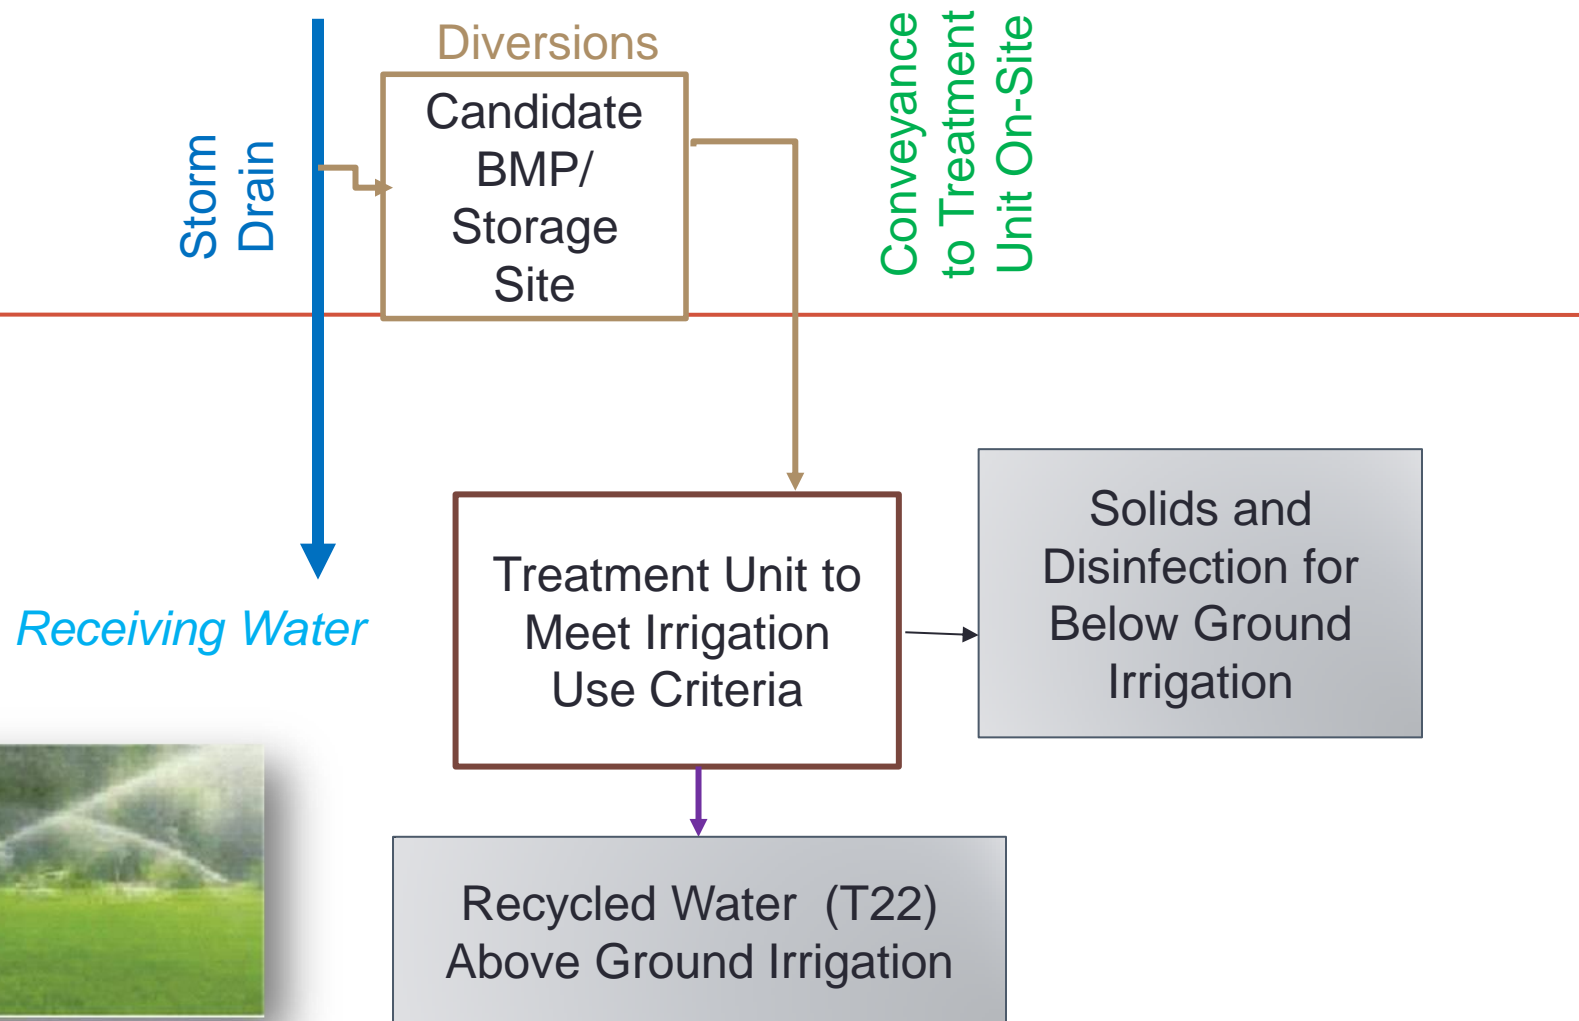 Diversions
Storm
Drain
Candidate
BMP/
Storage
Site
Conveyance
to Treatment
Unit On-Site
Receiving Water
Treatment Unit to
Meet Irrigation
Use Criteria
Solids and
Disinfection for
Below Ground
Irrigation
Recycled Water (T22)
Above Ground Irrigation